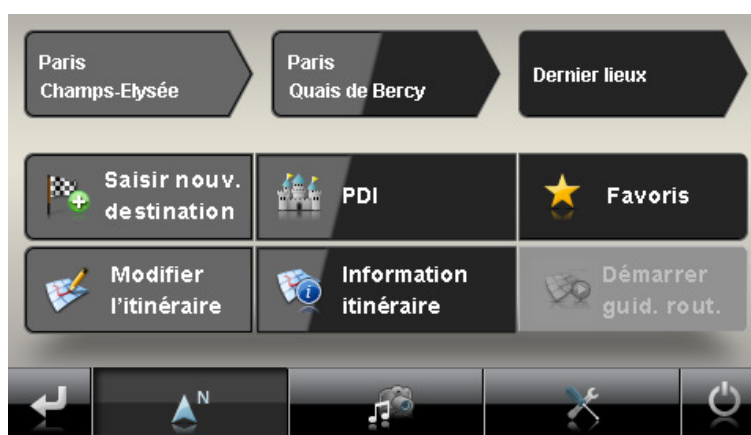 Paris
Champs-Elysée
Paris
Quais de Bercy
Dernier lieux
Saisir nouv.
destination
PDI
Favoris
Modifier
l'itinéraire
Information
itinéraire
Démarrer
guid. rout.
N